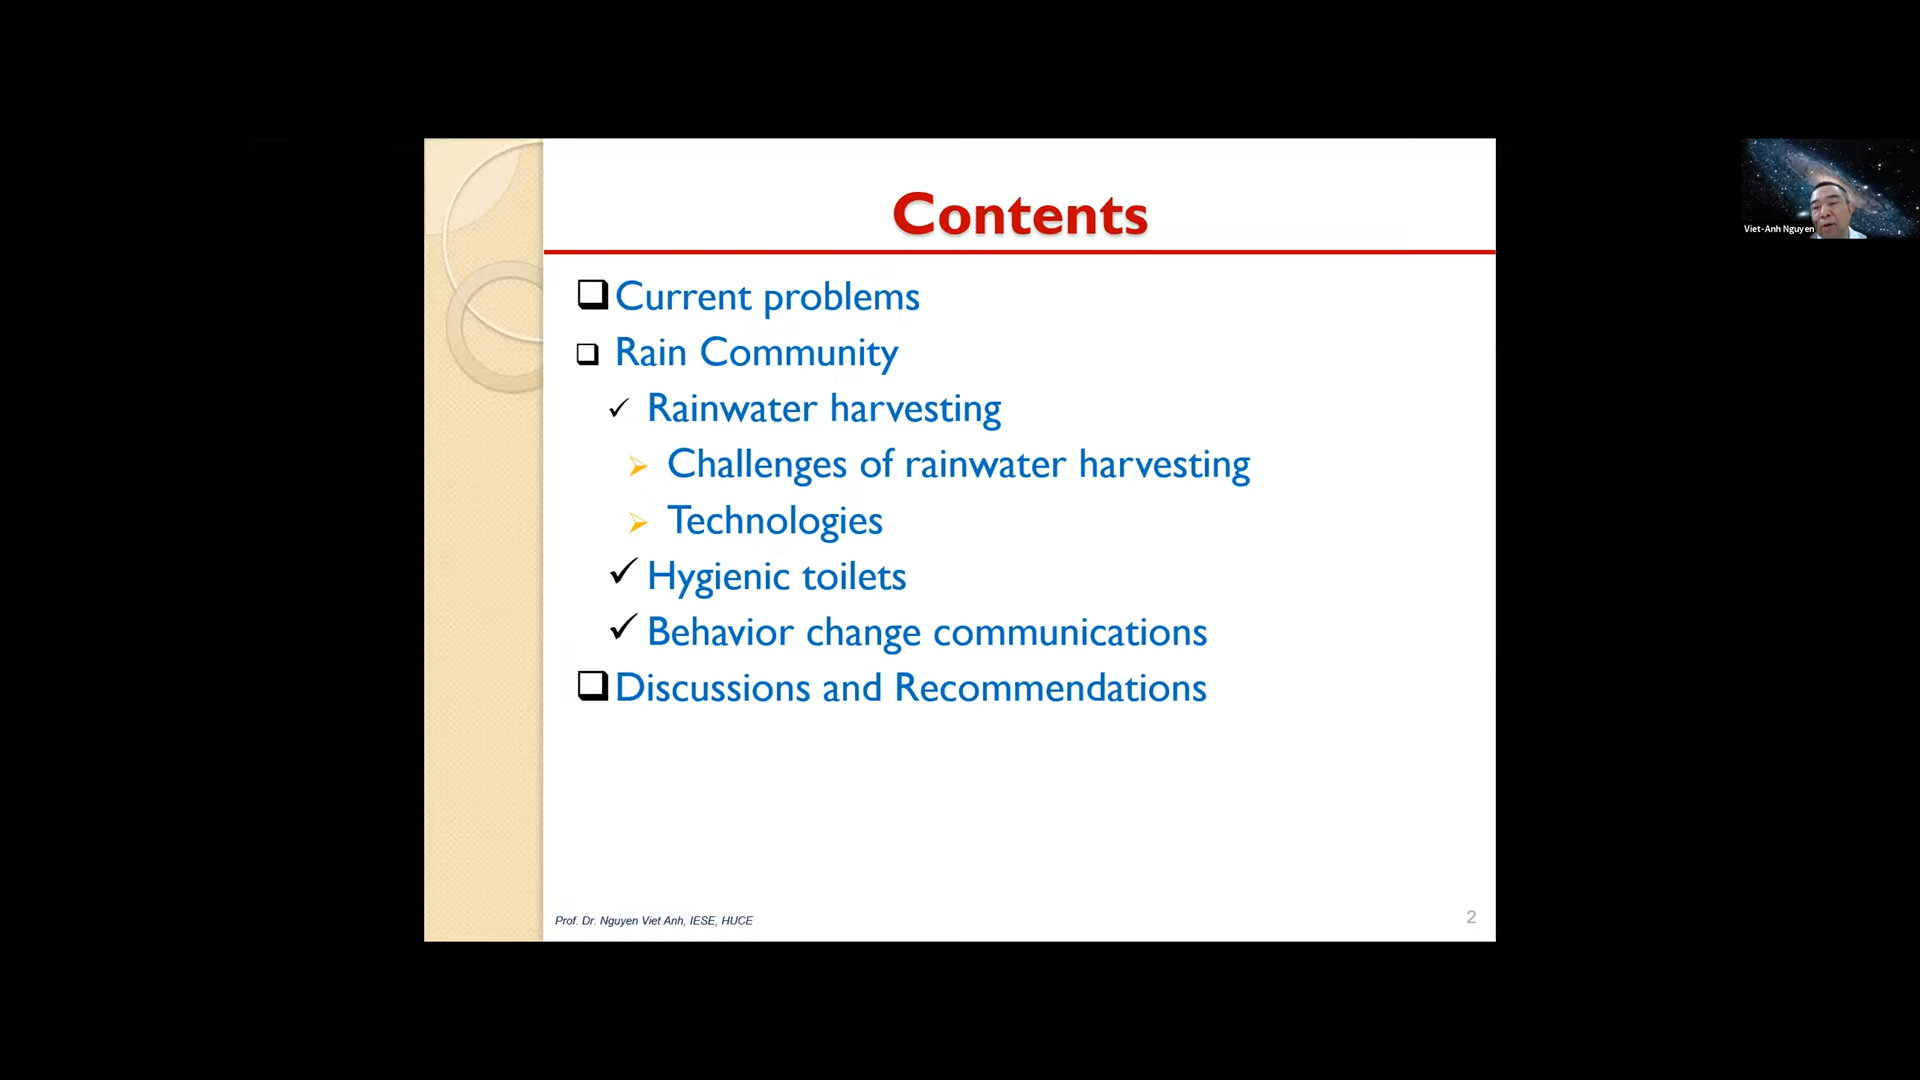 Contents
Current problems
Rain Community
Rainwater harvesting
Challenges of rainwater harvesting
Technologies
Hygienic toilets
Behavior change communications
Discussions and Recommendations
Prof. Dr. Nguyen Viet Anh, IESE, HUCE
2
Viet-Anh Nguyen